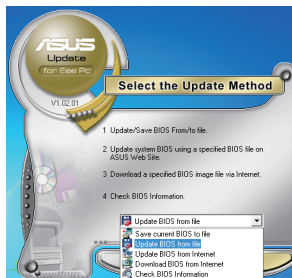 ASUS
Update
for Eee Pc
V1.02.01
Select the Update Method
1 Update/Save BIOS From/to file.
2 Update system BIOS using a specified BIOS file on
ASUS Web Site.
3 Download a specified BIOS image file via Internet.
4 Check BIOS Information.
Update BIOS from file
Save current BIOS to file
Update BIOS from file
Update BIOS from Internet
Download BIOS from Internet
Check BIOS Information